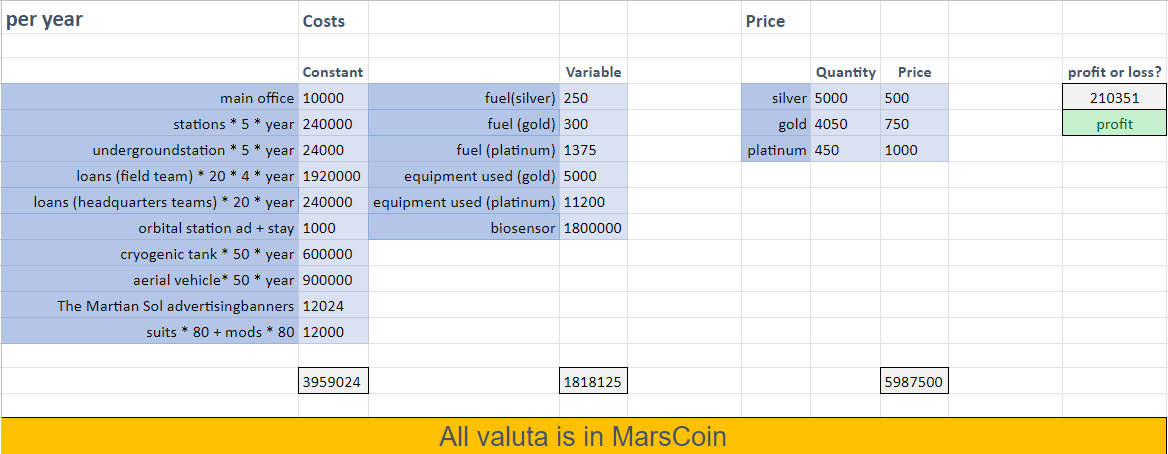 per year Costs Price
Constant Variable Quantity Price profit or loss?
main office 10000 fuel(silver) 250 silver 5000 500 210351
stations * 5 * year 240000 fuel (gold) 300 gold 4050 750 profit
undergroundstation * 5 * year 24000 fuel (platinum) 1375 platinum 450 1000
loans (field team) * 20 * 4 * year 1920000 equipment used (gold) 5000
loans (headquarters teams) * 20 * year 240000 equipment used (platinum) 11200
orbital station ad + stay 1000 biosensor 1800000
cryogenic tank * 50 * year 600000
aerial vehicle* 50 * year 900000
The Martian Sol advertisingbanners 12024
suits * 80 + mods * 80 12000
3959024 1818125 5987500
All valuta is in MarsCoin